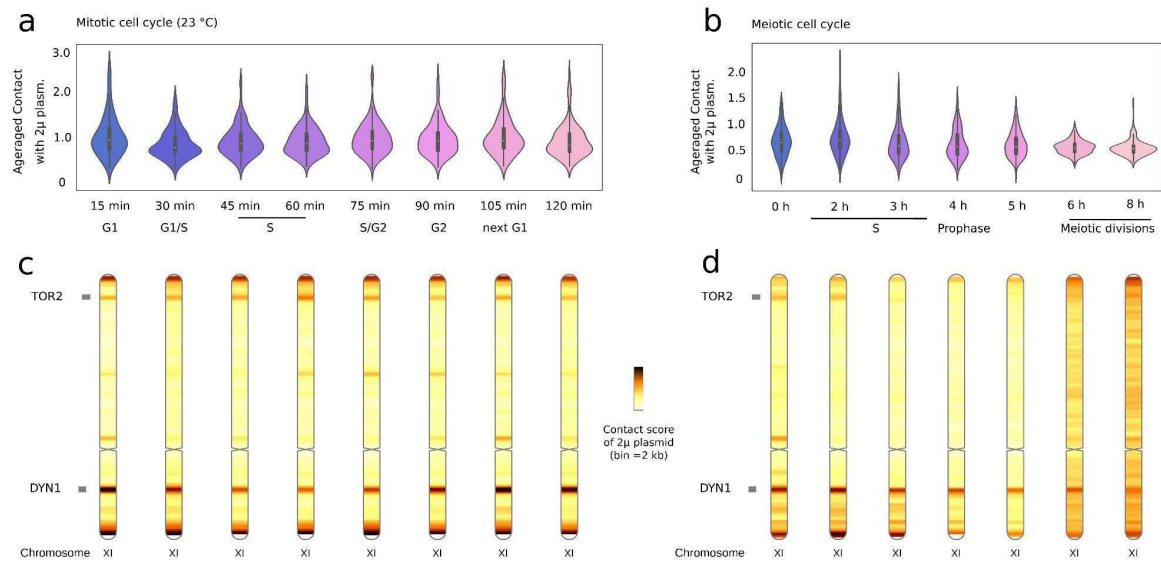 a
Mitotic cell cycle (23 °C)
Ageraged Contact
with 2μ plasm.
3.0
2.0
1.0
0
15 min 30 min 45 min 60 min 75 min 90 min 105 min 120 min
G1 G1/S S S/G2 G2 next G1
b
Meiotic cell cycle
Ageraged Contact
with 2μ plasm.
2.0
1.5
1.0
0.5
0
0 h 2 h 3 h 4 h 5 h 6 h 8 h
S Prophase Meiotic divisions
c
TOR2
DYN1
Chromosome XI XI XI XI XI XI XI XI
Contact score
of 2μ plasmid
(bin =2 kb)
d
TOR2
DYN1
Chromosome XI XI XI XI XI XI XI